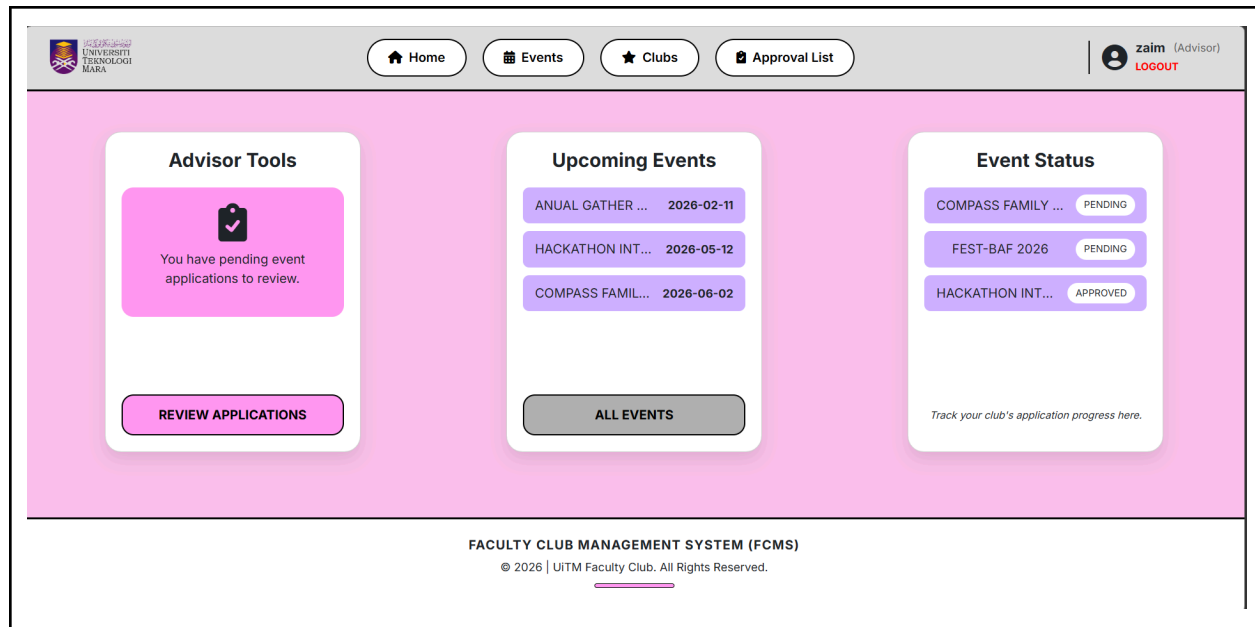 UNIVERSITI
TEKNOLOGI
MARA
Home
Events
Clubs
Approval List
zaim (Advisor)
LOGOUT
Advisor Tools
You have pending event
applications to review.
REVIEW APPLICATIONS
Upcoming Events
ANUAL GATHER ... 2026-02-11
HACKATHON INT... 2026-05-12
COMPASS FAMIL... 2026-06-02
ALL EVENTS
Event Status
COMPASS FAMILY ... PENDING
FEST-BAF 2026 PENDING
HACKATHON INT... APPROVED
Track your club's application progress here.
FACULTY CLUB MANAGEMENT SYSTEM (FCMS)
© 2026 | UiTM Faculty Club. All Rights Reserved.